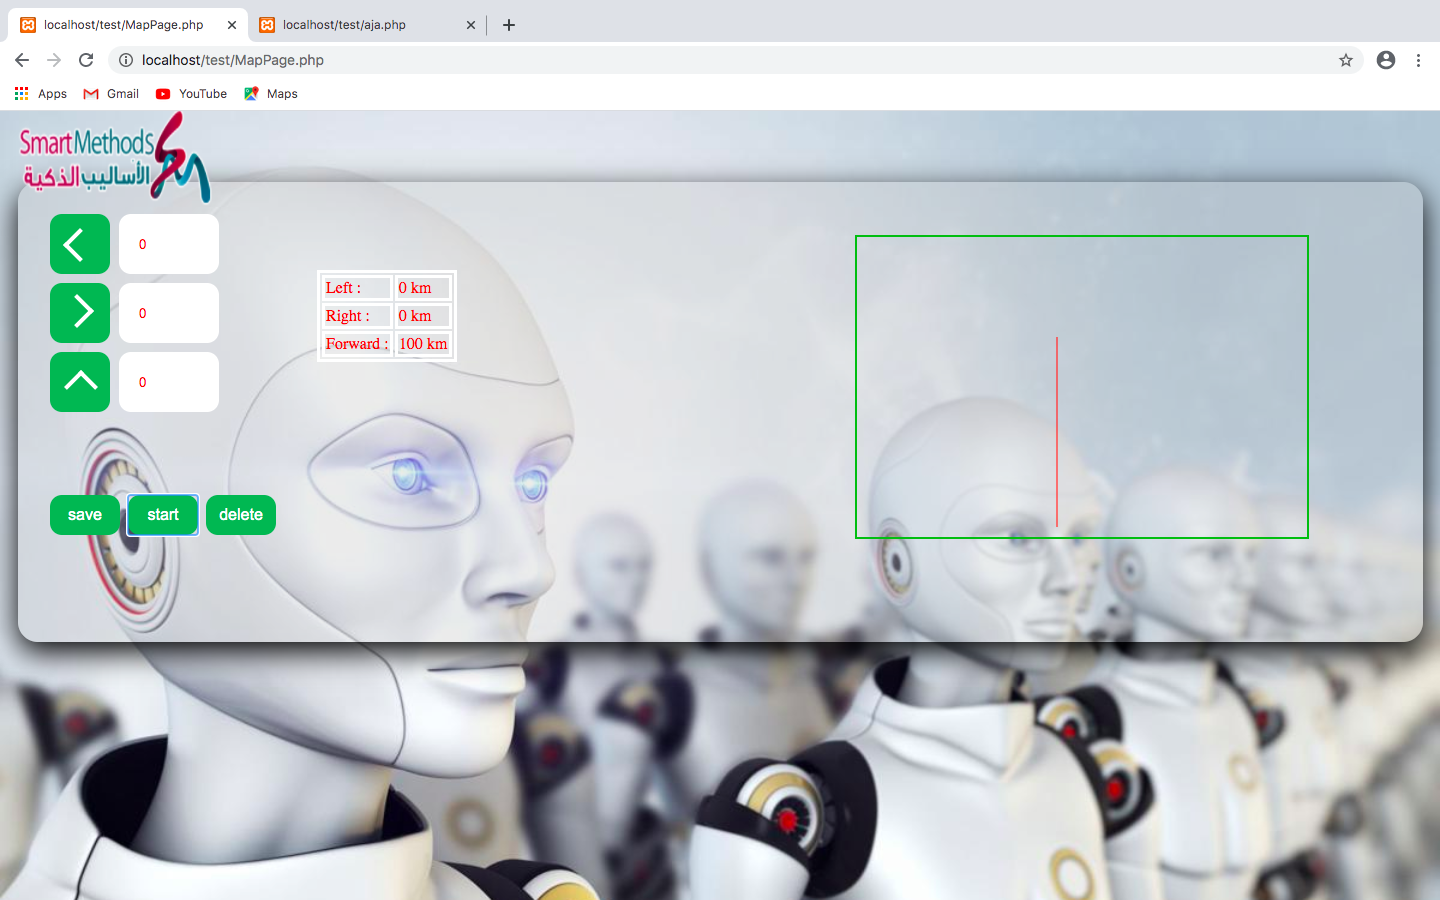 localhost/test/MapPage.php
localhost/test/aja.php
localhost/test/MapPage.php
Apps Gmail YouTube Maps
SmartMethods
الأساليب الذكية
0
0
0
Left : 0 km
Right : 0 km
Forward : 100 km
save start delete